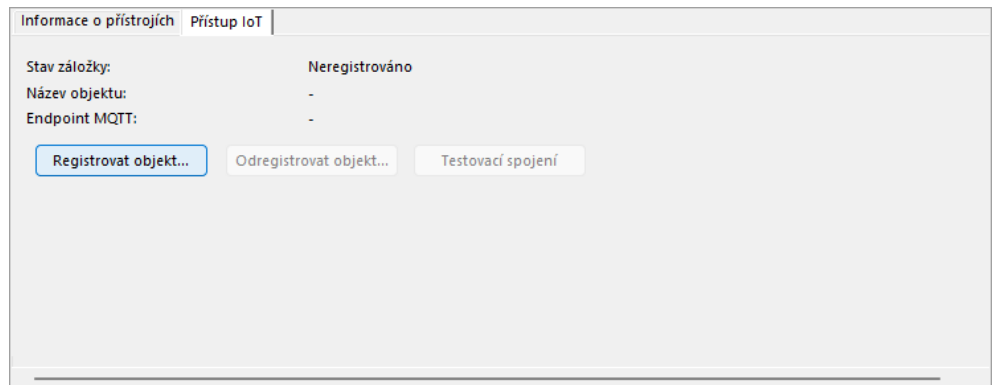 Informace o přístrojích Přístup IoT
Stav záložky: Neregistrováno
Název objektu: -
Endpoint MQTT: -
Registrovat objekt... Odregistrovat objekt... Testovací spojení